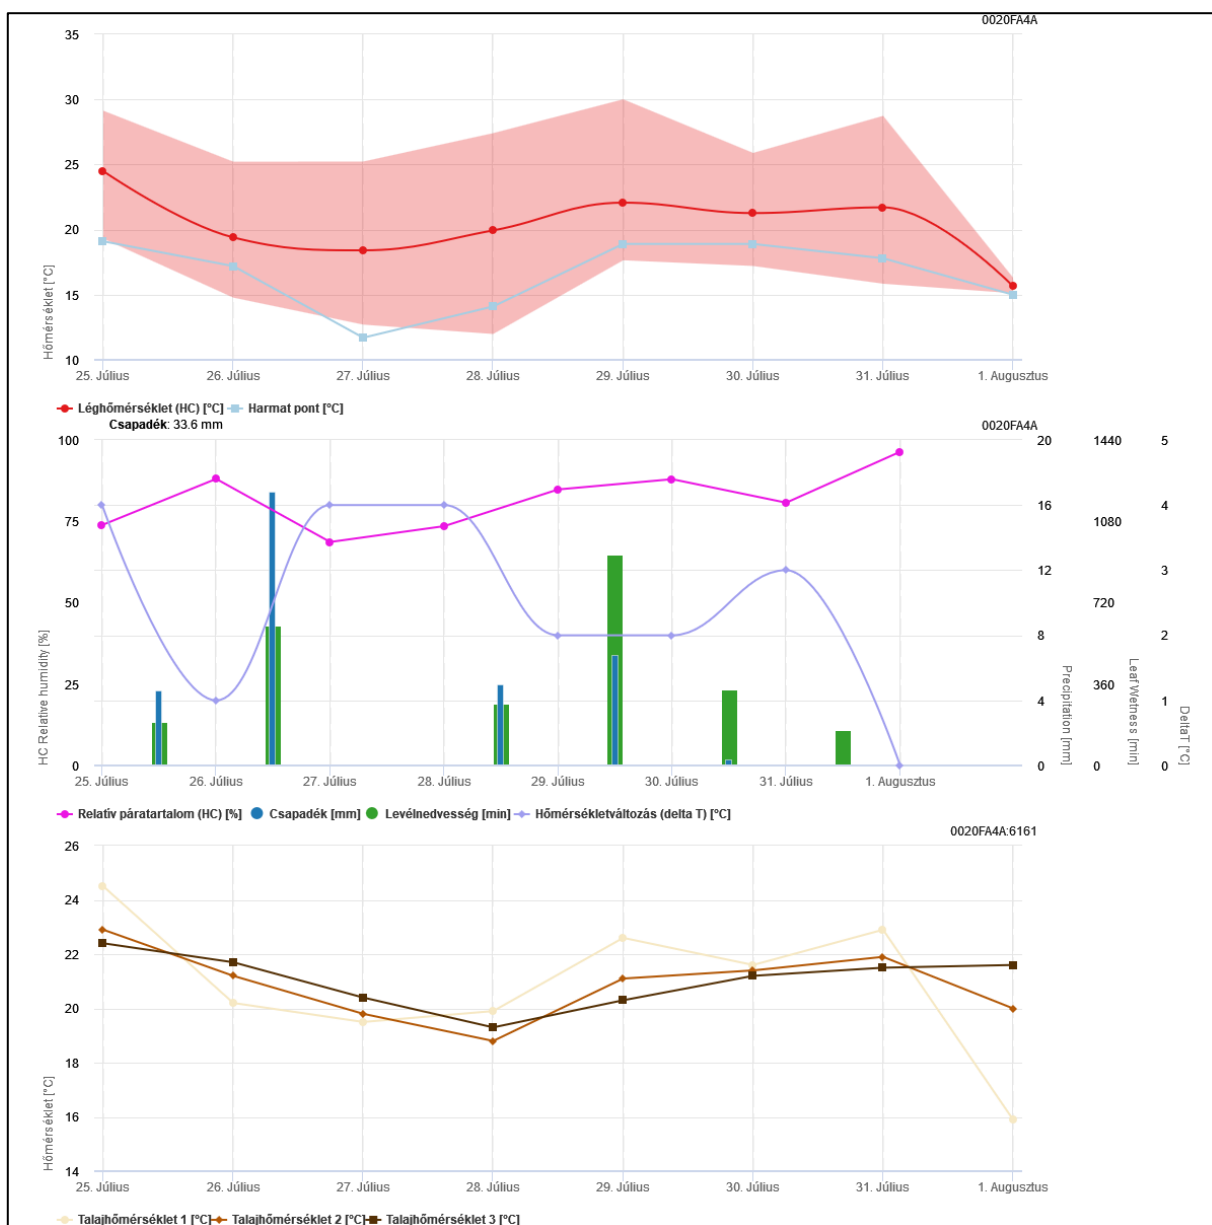 0020FA4A
35
30
25
20
15
10
Hőmérséklet [°C]
25. Július 26. Július 27. Július 28. Július 29. Július 30. Július 31. Július 1. Augusztus
Léghőmérséklet (HC) [°C] Harmat pont [°C]
Csapadék: 33.6 mm
0020FA4A
100 20 1440 5
75 16 1080 4
50 12 720 3
25 8 360 2
0 4 0 1
0 0
HC Relative humidity [%]
Precipitation [mm]
Leaf Wetness [min]
DeltaT [°C]
25. Július 26. Július 27. Július 28. Július 29. Július 30. Július 31. Július 1. Augusztus
Relatív páratartalom (HC) [%] Csapadék [mm] Levélnedvesség [min] Hőmérsékletváltozás (delta T) [°C]
0020FA4A:6161
26
24
22
20
18
16
14
Hőmérséklet [°C]
25. Július 26. Július 27. Július 28. Július 29. Július 30. Július 31. Július 1. Augusztus
Talajhőmérséklet 1 [°C] Talajhőmérséklet 2 [°C] Talajhőmérséklet 3 [°C]